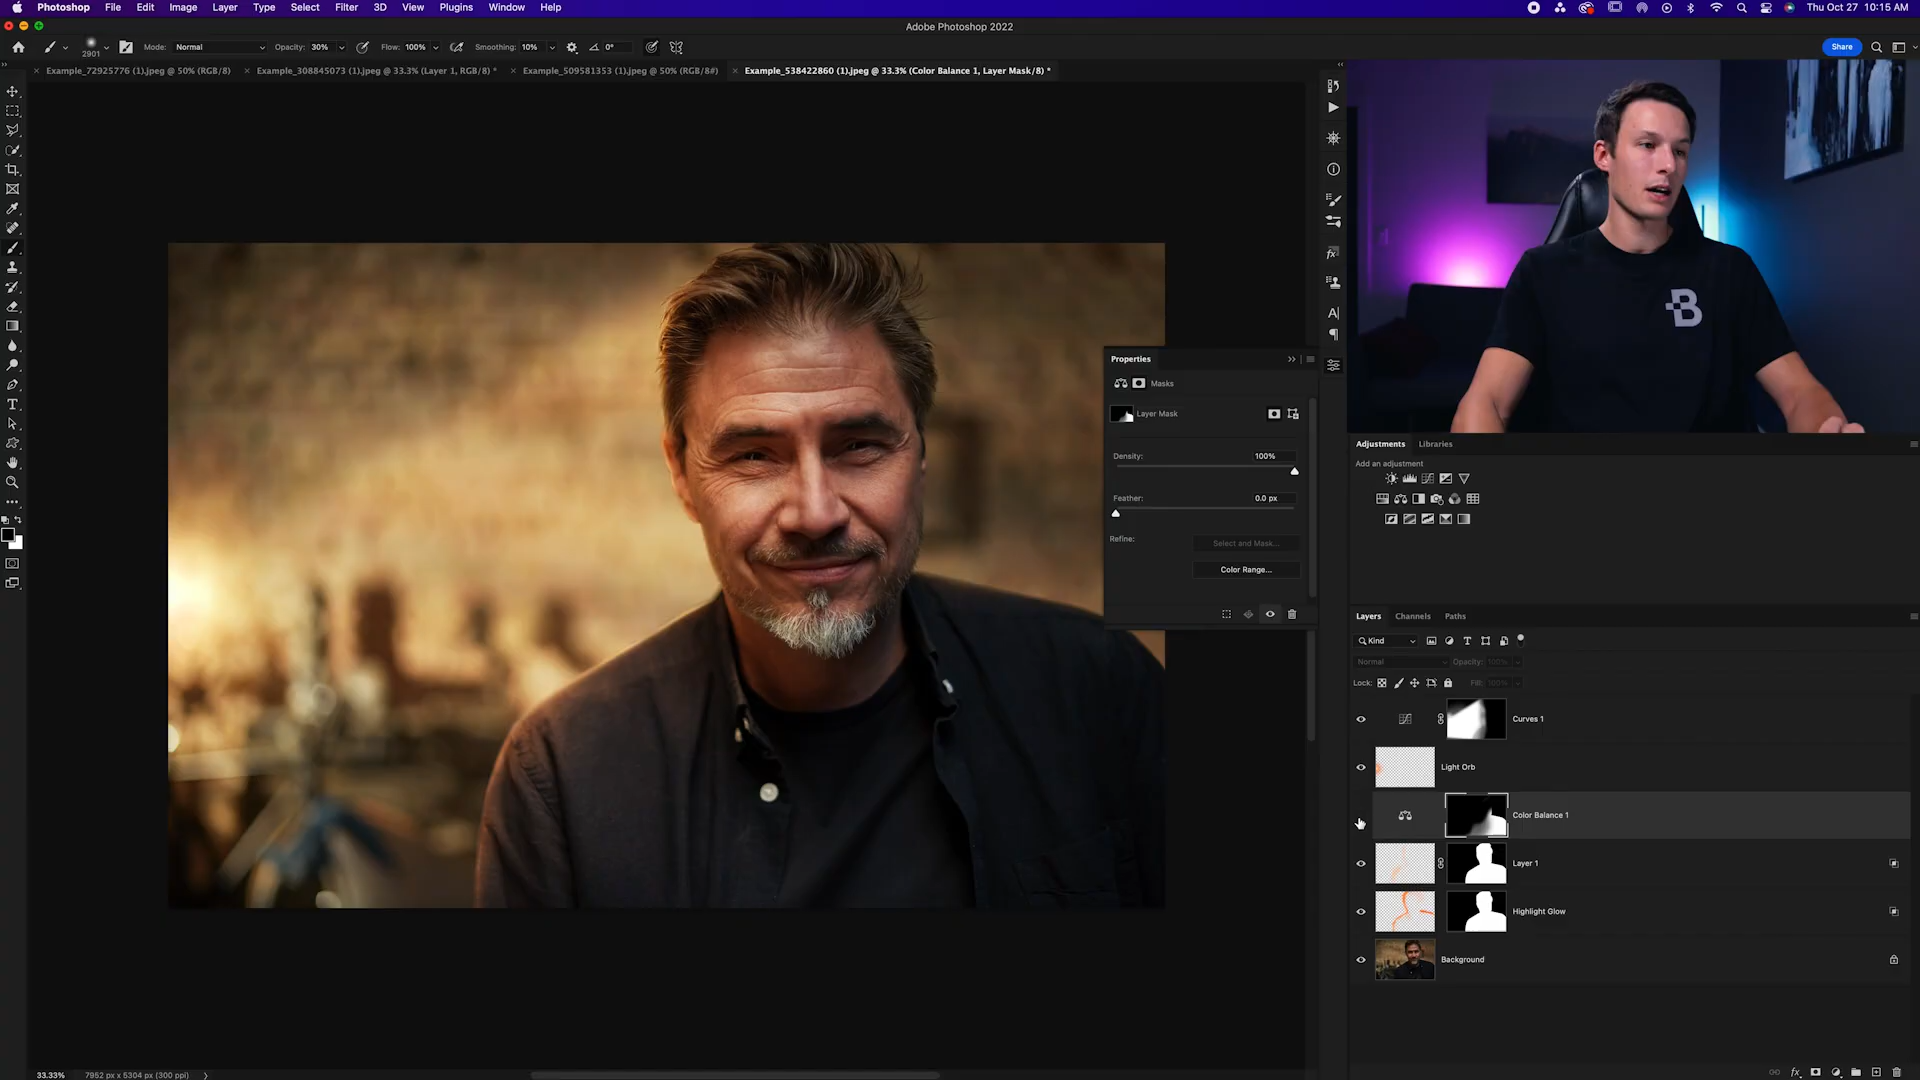 Photoshop File Edit Image Layer Type Select Filter 3D View Plugins Window Help Thu Oct 27 10:15 AM
Adobe Photoshop 2022
2901 Mode: Normal Opacity: 30% Flow: 100% Smoothing: 10% 0° Share
Example_72925776 (1).jpeg @ 50% (RGB/8) Example_308845073 (1).jpeg @ 33.3% (Layer 1, RGB/8) * Example_509581353 (1).jpeg @ 50% (RGB/8#) Example_538422860 (1).jpeg @ 33.3% (Color Balance 1, Layer Mask/8) *
Properties
Masks
Layer Mask
Density: 100%
Feather: 0.0 px
Refine: Select and Mask...
Color Range...
B
Adjustments Libraries
Add an adjustment
Layers Channels Paths
Kind
Normal Opacity: 100%
Lock: Fill: 100%
Curves 1
Light Orb
Color Balance 1
Layer 1
Highlight Glow
Background
33.33% 7952 px x 5304 px (300 ppi)